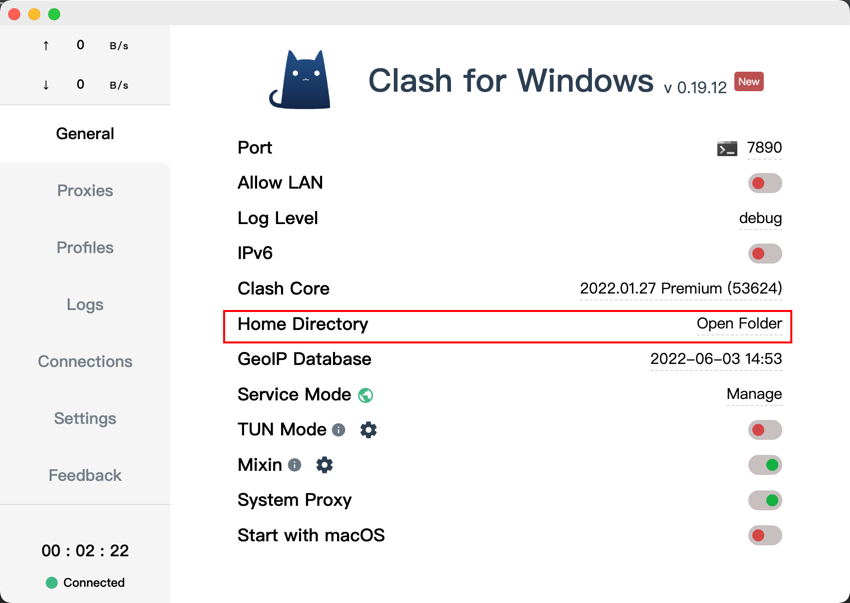 ↑ 0 B/s
↓ 0 B/s
General
Proxies
Profiles
Logs
Connections
Settings
Feedback
00 : 02 : 22
Connected
Clash for Windows v 0.19.12 New
Port 7890
Allow LAN
Log Level debug
IPv6
Clash Core 2022.01.27 Premium (53624)
Home Directory Open Folder
GeoIP Database 2022-06-03 14:53
Service Mode Manage
TUN Mode
Mixin
System Proxy
Start with macOS